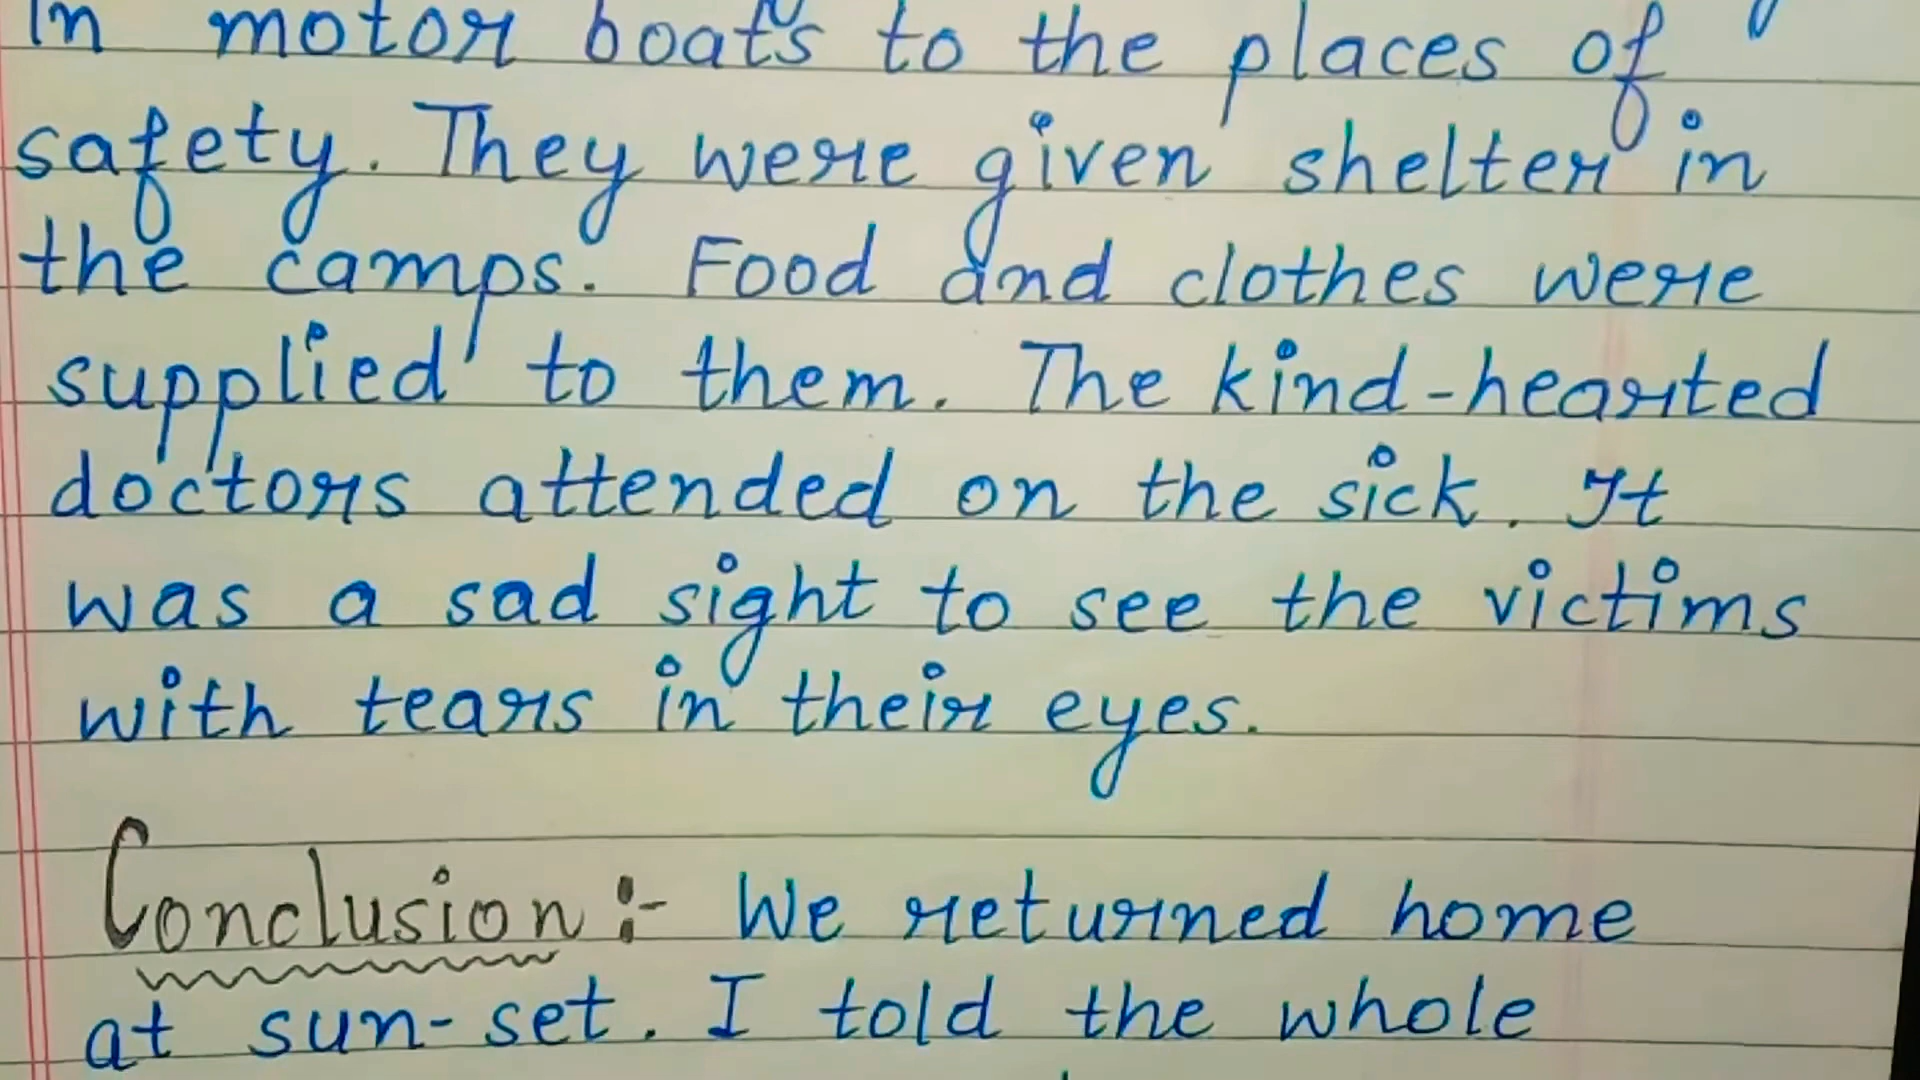 in motor boats to the places of
safety. They were given shelter in
the camps. Food and clothes were
supplied to them. The kind-hearted
doctors attended on the sick. It
was a sad sight to see the victims
with tears in their eyes.
Conclusion :- We returned home
at sun-set. I told the whole